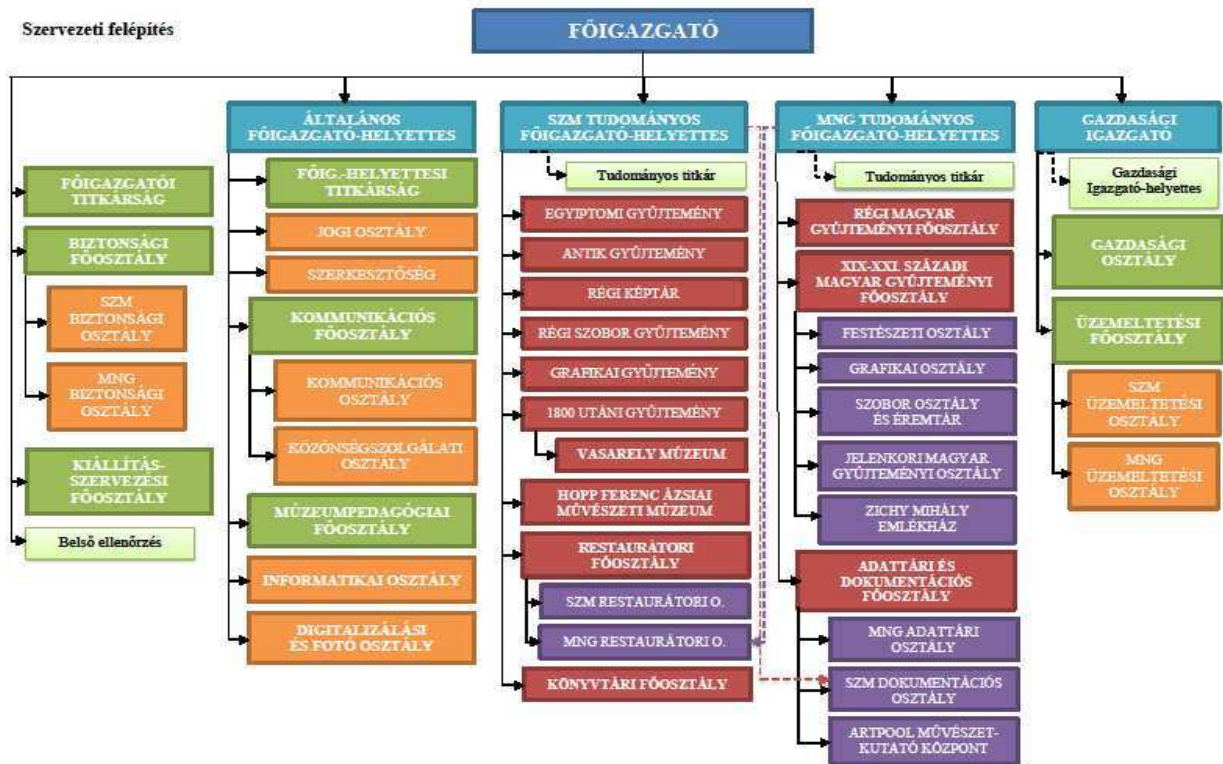 Szervezeti felépítés
FŐIGAZGATÓ
FŐIGAZGATÓI
TITKÁRSÁG
BIZTONSÁGI
FŐOSZTÁLY
SZM
BIZTONSÁGI
OSZTÁLY
MNG
BIZTONSÁGI
OSZTÁLY
KIÁLLÍTÁS-
SZERVEZÉSI
FŐOSZTÁLY
Belső ellenőrzés
ÁLTALÁNOS
FŐIGAZGATÓ-HELYETTES
FŐIG.-HELYETTESI
TITKÁRSÁG
JOGI OSZTÁLY
SZERKESZTŐSÉG
KOMMUNIKÁCIÓS
FŐOSZTÁLY
KOMMUNIKÁCIÓS
OSZTÁLY
KÖZÖNSÉGSZOLGÁLATI
OSZTÁLY
MÚZEUMPEDAGÓGIAI
FŐOSZTÁLY
INFORMATIKAI OSZTÁLY
DIGITALIZÁLÁSI
ÉS FOTÓ OSZTÁLY
SZM TUDOMÁNYOS
FŐIGAZGATÓ-HELYETTES
Tudományos titkár
EGYIPTOMI GYŰJTEMÉNY
ANTIK GYŰJTEMÉNY
RÉGI KÉPTÁR
RÉGI SZOBOR GYŰJTEMÉNY
GRAFIKAI GYŰJTEMÉNY
1800 UTÁNI GYŰJTEMÉNY
VASARELY MÚZEUM
HOPP FERENC ÁZSIAI
MŰVÉSZETI MÚZEUM
RESTAURÁTORI
FŐOSZTÁLY
SZM RESTAURÁTORI O.
MNG RESTAURÁTORI O.
KÖNYVTÁRI FŐOSZTÁLY
MNG TUDOMÁNYOS
FŐIGAZGATÓ-HELYETTES
Tudományos titkár
RÉGI MAGYAR
GYŰJTEMÉNYI FŐOSZTÁLY
XIX-XXI. SZÁZADI
MAGYAR GYŰJTEMÉNYI
FŐOSZTÁLY
FESTÉSZETI OSZTÁLY
GRAFIKAI OSZTÁLY
SZOBOR OSZTÁLY
ÉS ÉREMTÁR
JELENKORI MAGYAR
GYŰJTEMÉNYI OSZTÁLY
ZICHY MIHÁLY
EMLÉKHÁZ
ADATTÁRI ÉS
DOKUMENTÁCIÓS
FŐOSZTÁLY
MNG ADATTÁRI
OSZTÁLY
SZM DOKUMENTÁCIÓS
OSZTÁLY
ARTPOOL MŰVÉSZET-
KUTATÓ KÖZPONT
GAZDASÁGI
IGAZGATÓ
Gazdasági
Igazgató-helyettes
GAZDASÁGI
OSZTÁLY
ÜZEMELTETÉSI
FŐOSZTÁLY
SZM
ÜZEMELTETÉSI
OSZTÁLY
MNG
ÜZEMELTETÉSI
OSZTÁLY